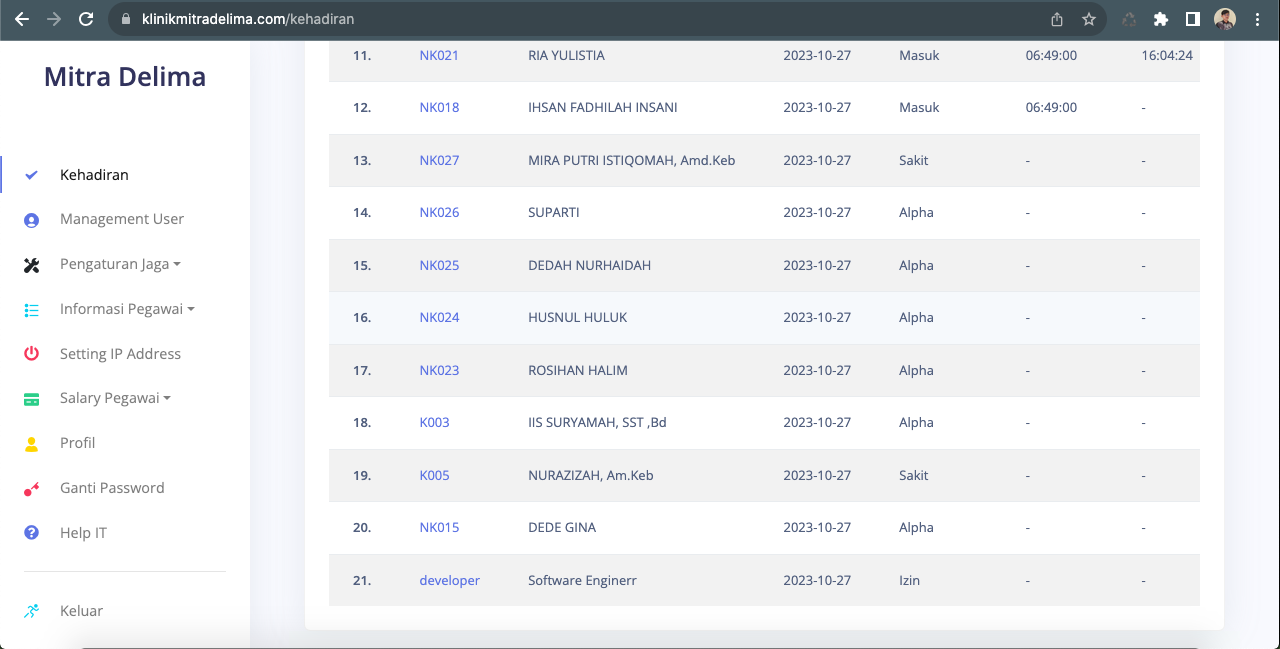 klinikmitradelima.com/kehadiran
Mitra Delima
Kehadiran
Management User
Pengaturan Jaga
Informasi Pegawai
Setting IP Address
Salary Pegawai
Profil
Ganti Password
Help IT
Keluar
11. NK021 RIA YULISTIA 2023-10-27 Masuk 06:49:00 16:04:24
12. NK018 IHSAN FADHILAH INSANI 2023-10-27 Masuk 06:49:00 -
13. NK027 MIRA PUTRI ISTIQOMAH, Amd.Keb 2023-10-27 Sakit - -
14. NK026 SUPARTI 2023-10-27 Alpha - -
15. NK025 DEDAH NURHAIDAH 2023-10-27 Alpha - -
16. NK024 HUSNUL HULUK 2023-10-27 Alpha - -
17. NK023 ROSIHAN HALIM 2023-10-27 Alpha - -
18. K003 IIS SURYAMAH, SST ,Bd 2023-10-27 Alpha - -
19. K005 NURAZIZAH, Am.Keb 2023-10-27 Sakit - -
20. NK015 DEDE GINA 2023-10-27 Alpha - -
21. developer Software Enginerr 2023-10-27 Izin - -